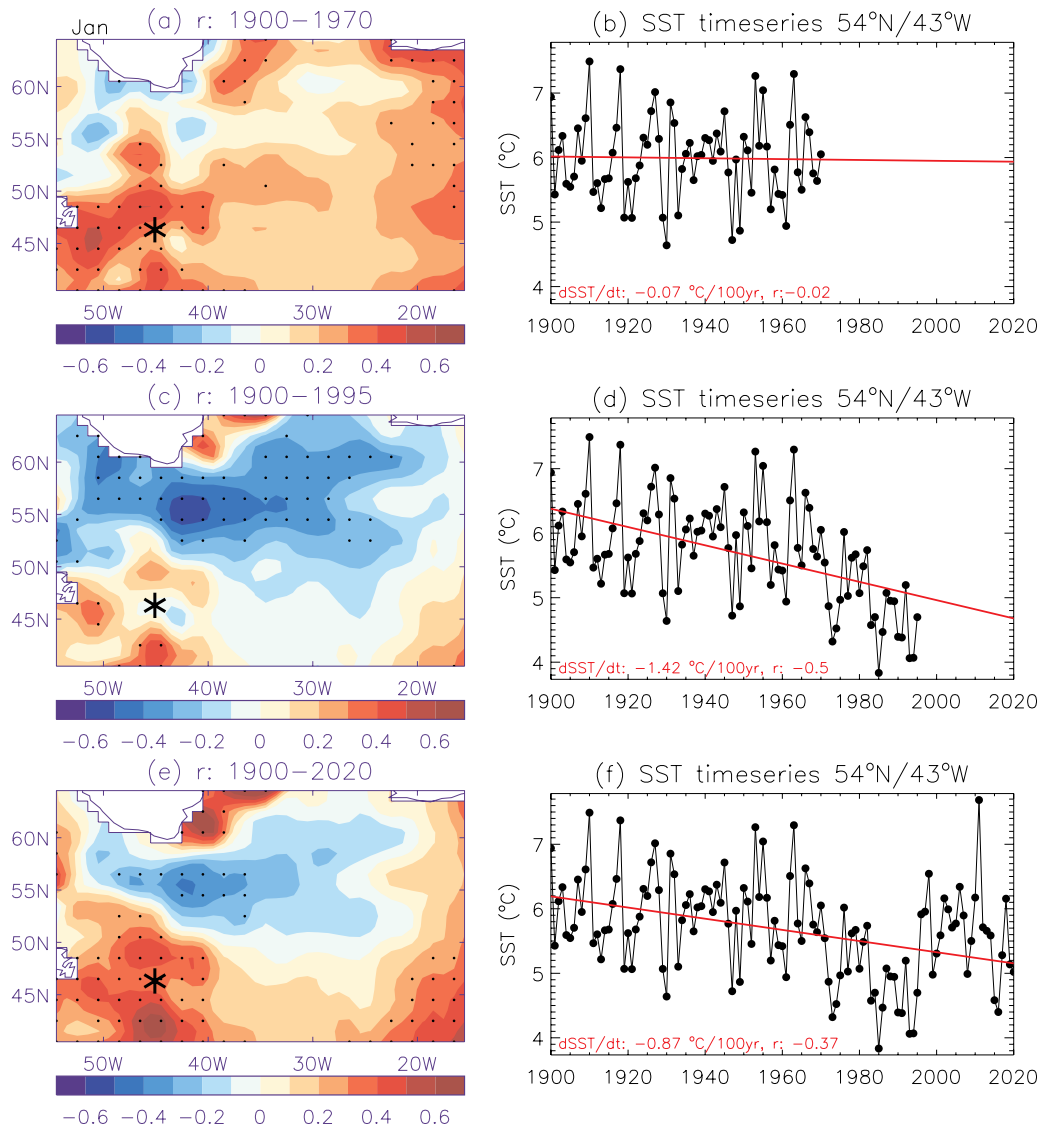 Jan
(a) r: 1900−1970
60N
55N
50N
45N
50W 40W 30W 20W
−0.6 −0.4 −0.2 0 0.2 0.4 0.6
(b) SST timeseries 54°N/43°W
SST (°C)
7
6
5
4
dSST/dt: −0.07 °C/100yr, r:−0.02
1900 1920 1940 1960 1980 2000 2020
(c) r: 1900−1995
60N
55N
50N
45N
50W 40W 30W 20W
−0.6 −0.4 −0.2 0 0.2 0.4 0.6
(d) SST timeseries 54°N/43°W
SST (°C)
7
6
5
4
dSST/dt: −1.42 °C/100yr, r: −0.5
1900 1920 1940 1960 1980 2000 2020
(e) r: 1900−2020
60N
55N
50N
45N
50W 40W 30W 20W
−0.6 −0.4 −0.2 0 0.2 0.4 0.6
(f) SST timeseries 54°N/43°W
SST (°C)
7
6
5
4
dSST/dt: −0.87 °C/100yr, r: −0.37
1900 1920 1940 1960 1980 2000 2020